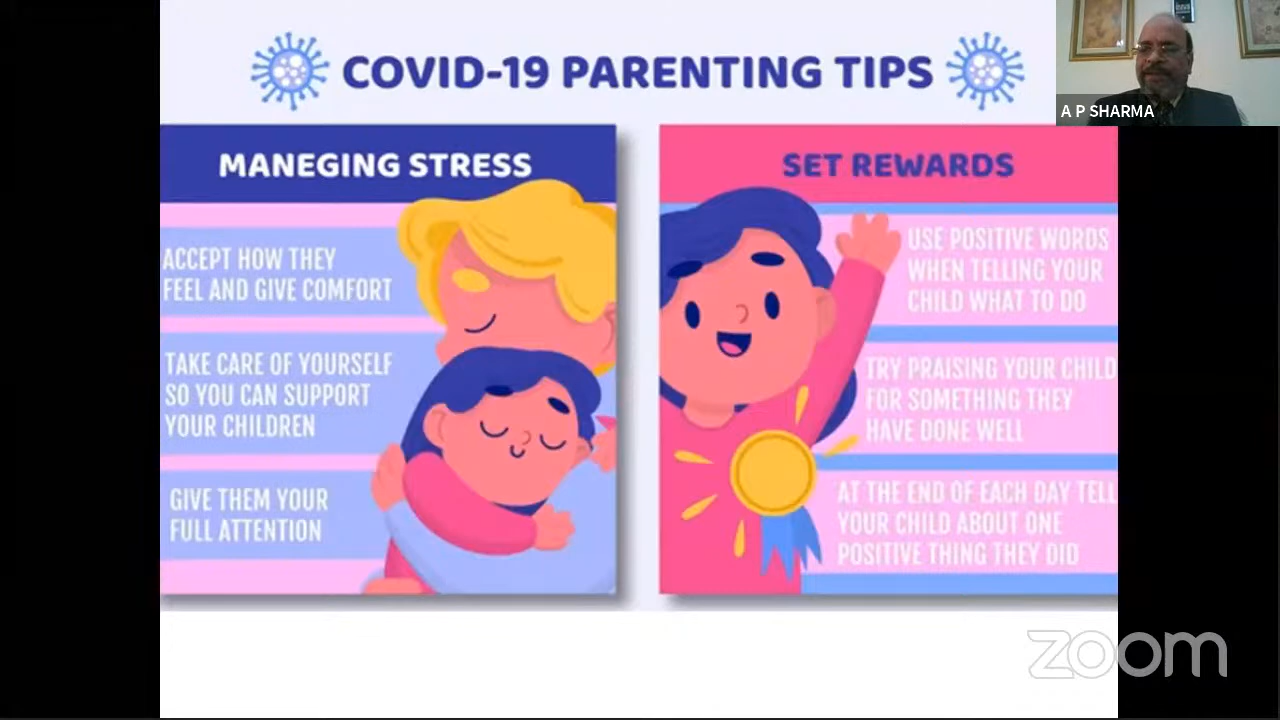 COVID-19 PARENTING TIPS
A P SHARMA
MANEGING STRESS
ACCEPT HOW THEY
FEEL AND GIVE COMFORT
TAKE CARE OF YOURSELF
SO YOU CAN SUPPORT
YOUR CHILDREN
GIVE THEM YOUR
FULL ATTENTION
SET REWARDS
USE POSITIVE WORDS
WHEN TELLING YOUR
CHILD WHAT TO DO
TRY PRAISING YOUR CHILD
FOR SOMETHING THEY
HAVE DONE WELL
AT THE END OF EACH DAY TELL
YOUR CHILD ABOUT ONE
POSITIVE THING THEY DID
zoom